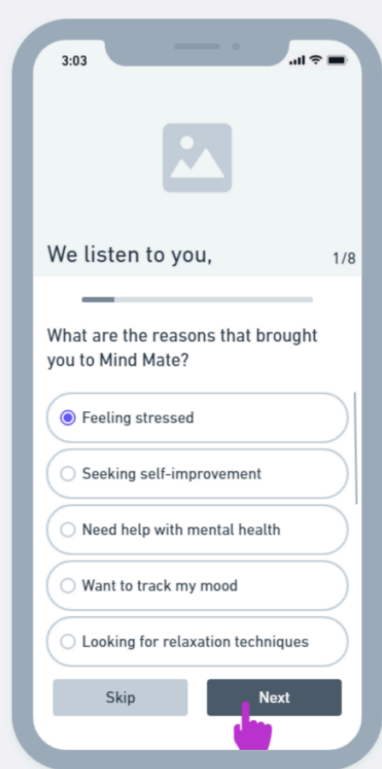 3:03
We listen to you,
1/8
What are the reasons that brought
you to Mind Mate?
Feeling stressed
Seeking self-improvement
Need help with mental health
Want to track my mood
Looking for relaxation techniques
Skip
Next